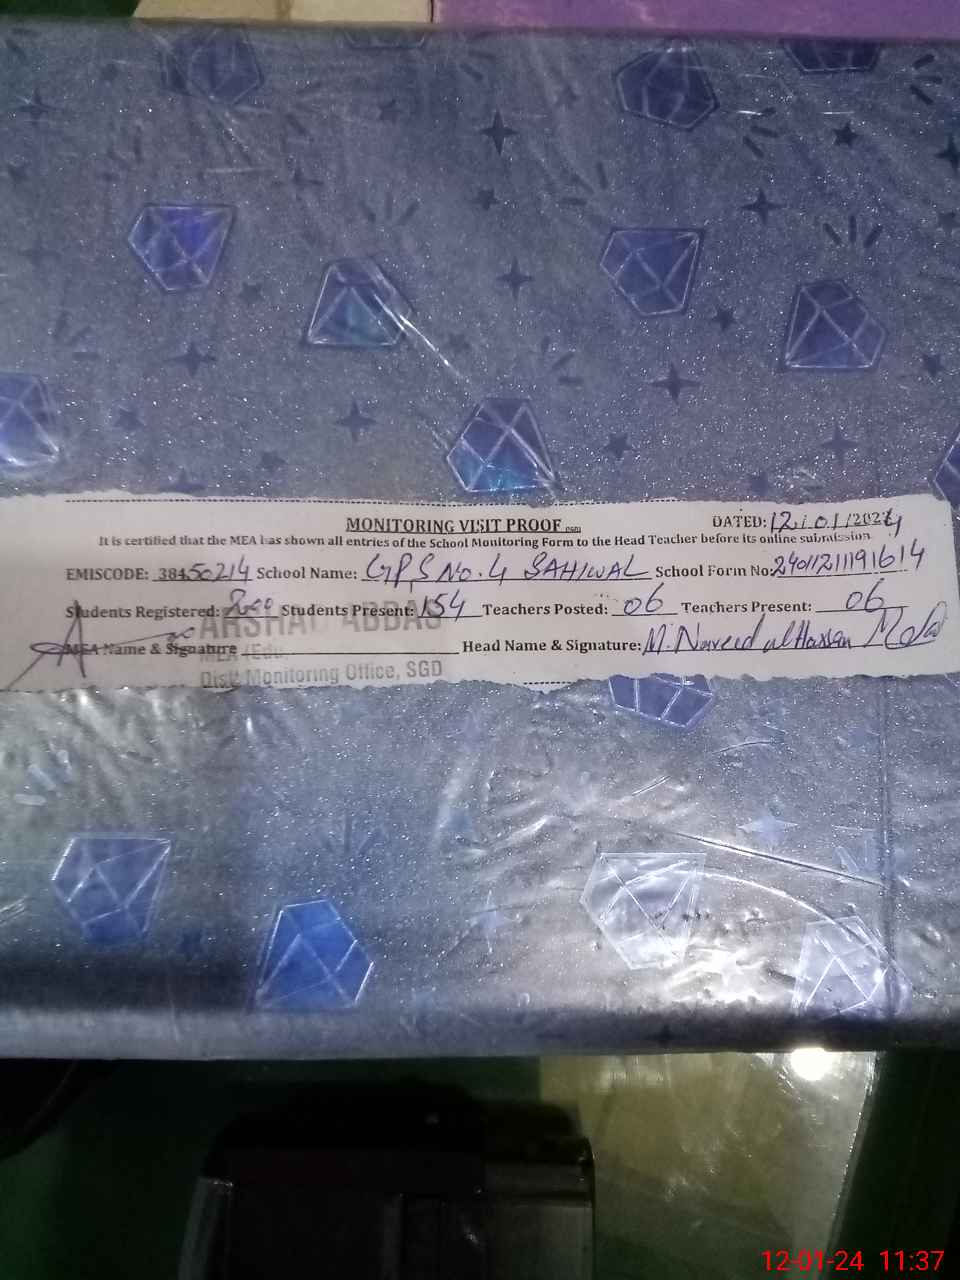 MONITORING VISIT PROOF
DATED: 12/01/2024
It is certified that the MEA has shown all entries of the School Monitoring Form to the Head Teacher before its online submission.
EMISCODE: 38450214 School Name: GPS No. 4 SAHIWAL School Form No: 24011211191614
Students Registered: 200 Students Present: 154 Teachers Posted: 06 Teachers Present: 06
ARSHAD ABBAS
MEA Name & Signature Head Name & Signature: M. Naveed ul Hassan
MEA (Edu.
Distt: Monitoring Office, SGD
12-01-24 11:37